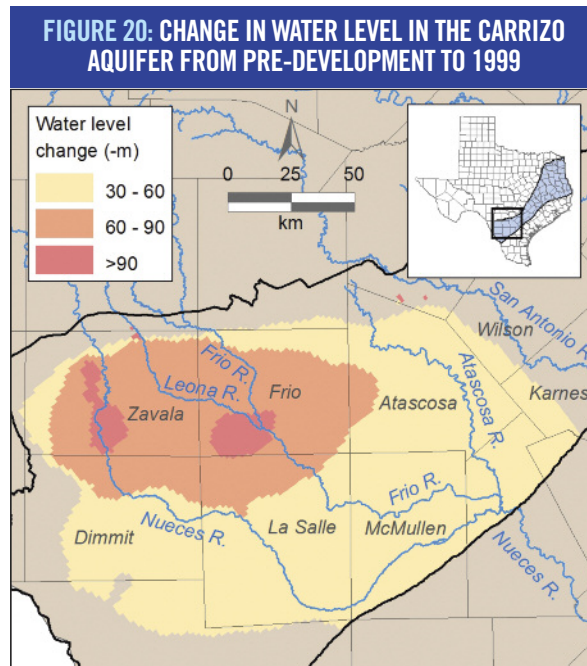 FIGURE 20: CHANGE IN WATER LEVEL IN THE CARRIZO
AQUIFER FROM PRE-DEVELOPMENT TO 1999
Water level
change (-m)
30 - 60
60 - 90
>90
N
0 25 50
km
San Antonio R.
Wilson
Karnes
Frio R.
Leona R.
Zavala
Frio
Atascosa
Atascosa R.
Frio R.
Dimmit
Nueces R.
La Salle
McMullen
Nueces R.